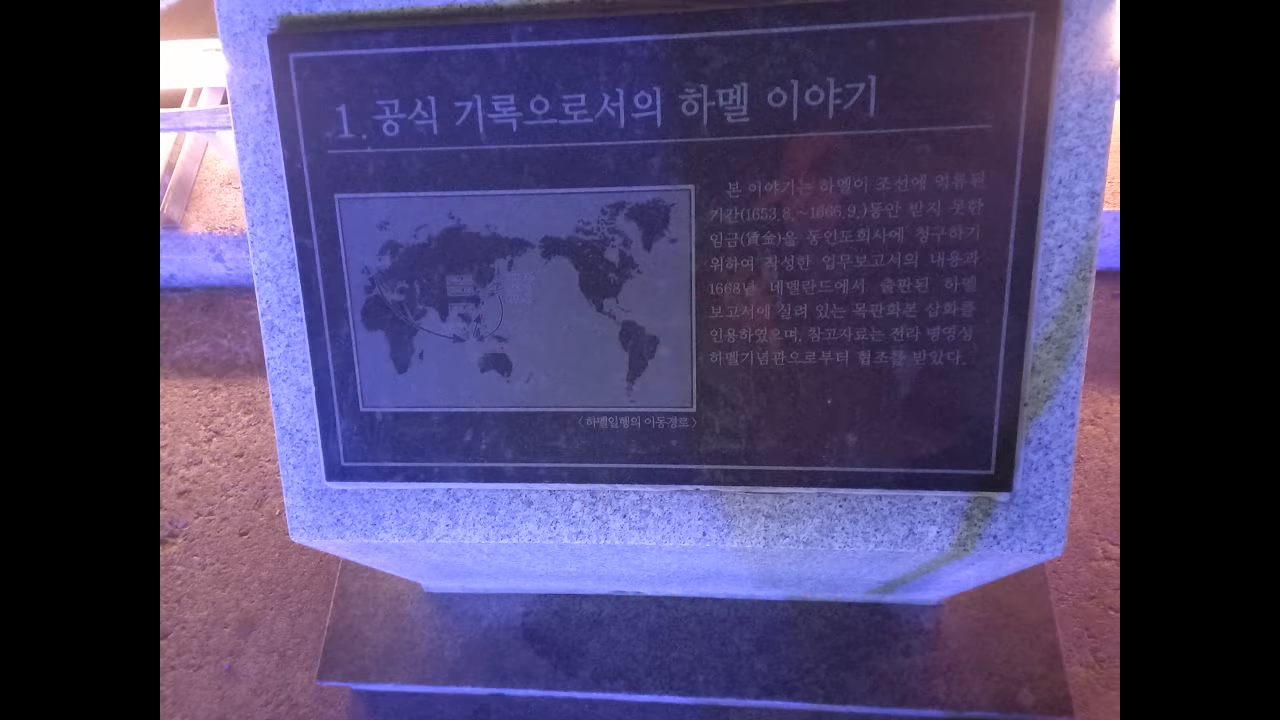 1. 공식 기록으로서의 하멜 이야기
본 이야기는 하멜이 조선에 억류된
기간(1653.8.~1666.9.)동안 받지 못한
임금(賃金)을 동인도회사에 청구하기
위하여 작성한 업무보고서의 내용과
1668년 네델란드에서 출판된 하멜
보고서에 실려 있는 목판화본 삽화를
인용하였으며, 참고자료는 전라 병영성
하멜기념관으로부터 협조를 받았다.
<하멜일행의 이동경로>